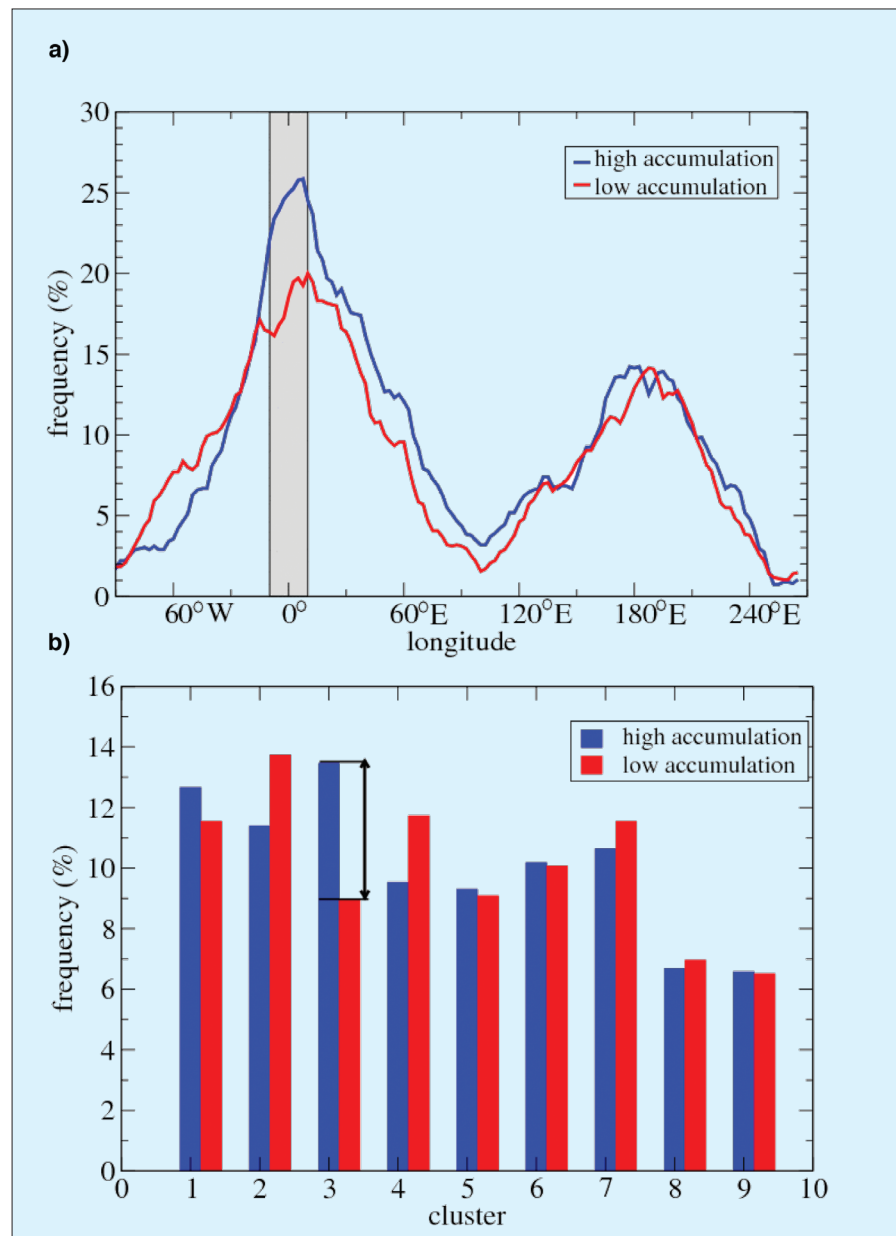 a)
30
25
20
15
10
5
0
frequency (%)
high accumulation
low accumulation
60°W 0° 60°E 120°E 180°E 240°E
longitude
b)
16
14
12
10
8
6
4
2
0
frequency (%)
high accumulation
low accumulation
0 1 2 3 4 5 6 7 8 9 10
cluster